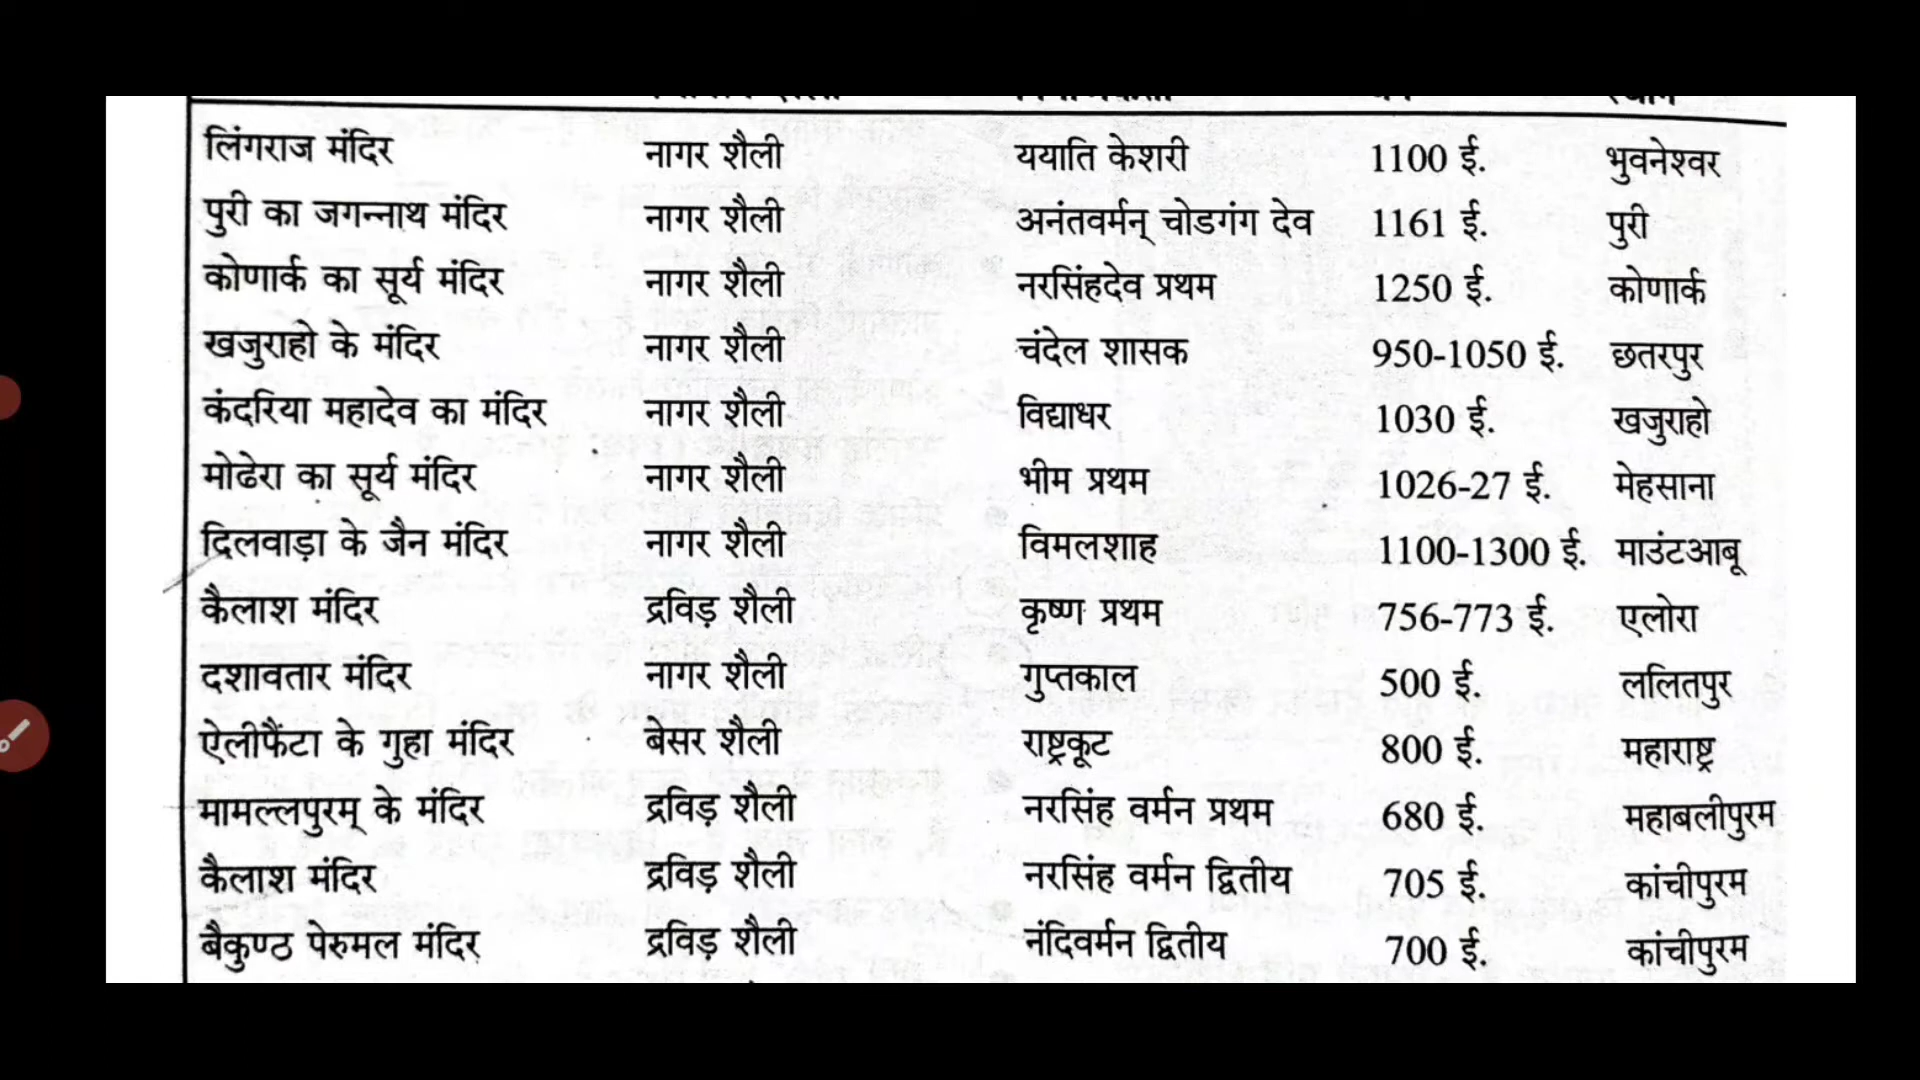 लिंगराज मंदिर नागर शैली ययाति केशरी 1100 ई. भुवनेश्वर
पुरी का जगन्नाथ मंदिर नागर शैली अनंतवर्मन् चोडगंग देव 1161 ई. पुरी
कोणार्क का सूर्य मंदिर नागर शैली नरसिंहदेव प्रथम 1250 ई. कोणार्क
खजुराहो के मंदिर नागर शैली चंदेल शासक 950-1050 ई. छतरपुर
कंदरिया महादेव का मंदिर नागर शैली विद्याधर 1030 ई. खजुराहो
मोढेरा का सूर्य मंदिर नागर शैली भीम प्रथम 1026-27 ई. मेहसाना
दिलवाड़ा के जैन मंदिर नागर शैली विमलशाह 1100-1300 ई. माउंटआबू
कैलाश मंदिर द्रविड़ शैली कृष्ण प्रथम 756-773 ई. एलोरा
दशावतार मंदिर नागर शैली गुप्तकाल 500 ई. ललितपुर
ऐलीफैंटा के गुहा मंदिर बेसर शैली राष्ट्रकूट 800 ई. महाराष्ट्र
मामल्लपुरम् के मंदिर द्रविड़ शैली नरसिंह वर्मन प्रथम 680 ई. महाबलीपुरम
कैलाश मंदिर द्रविड़ शैली नरसिंह वर्मन द्वितीय 705 ई. कांचीपुरम
बैकुण्ठ पेरुमल मंदिर द्रविड़ शैली नंदिवर्मन द्वितीय 700 ई. कांचीपुरम